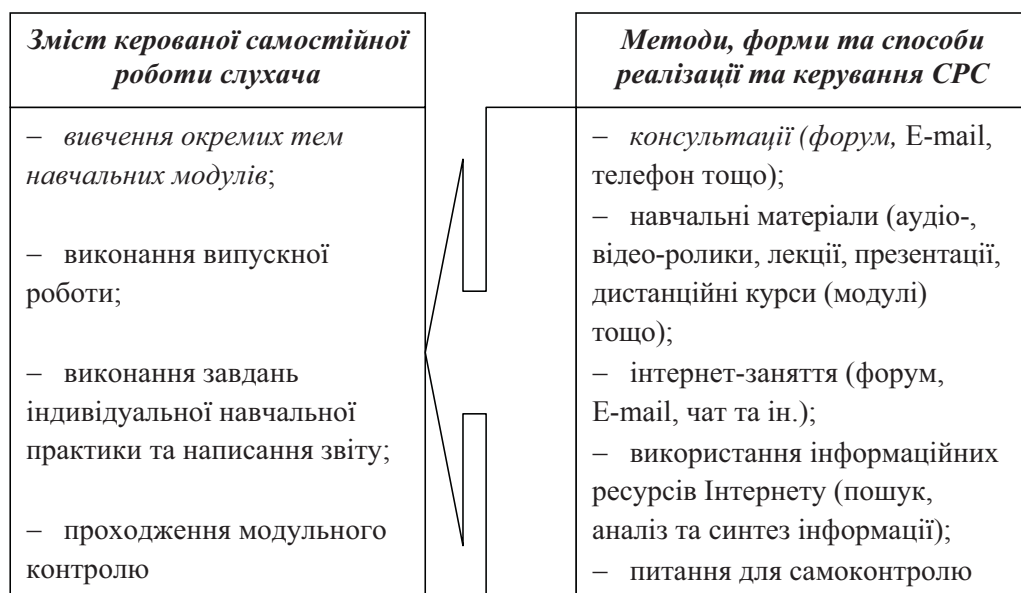 Зміст керованої самостійної
роботи слухача
– вивчення окремих тем
навчальних модулів;
– виконання випускної
роботи;
– виконання завдань
індивідуальної навчальної
практики та написання звіту;
– проходження модульного
контролю
Методи, форми та способи
реалізації та керування СРС
– консультації (форум, E-mail,
телефон тощо);
– навчальні матеріали (аудіо-,
відео-ролики, лекції, презентації,
дистанційні курси (модулі)
тощо);
– інтернет-заняття (форум,
E-mail, чат та ін.);
– використання інформаційних
ресурсів Інтернету (пошук,
аналіз та синтез інформації);
– питання для самоконтролю